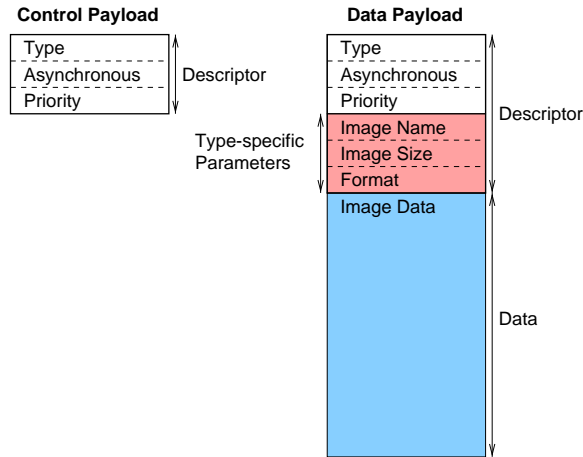 Control Payload
Type
Asynchronous
Priority
Descriptor
Data Payload
Type
Asynchronous
Priority
Image Name
Image Size
Format
Descriptor
Type-specific
Parameters
Image Data
Data